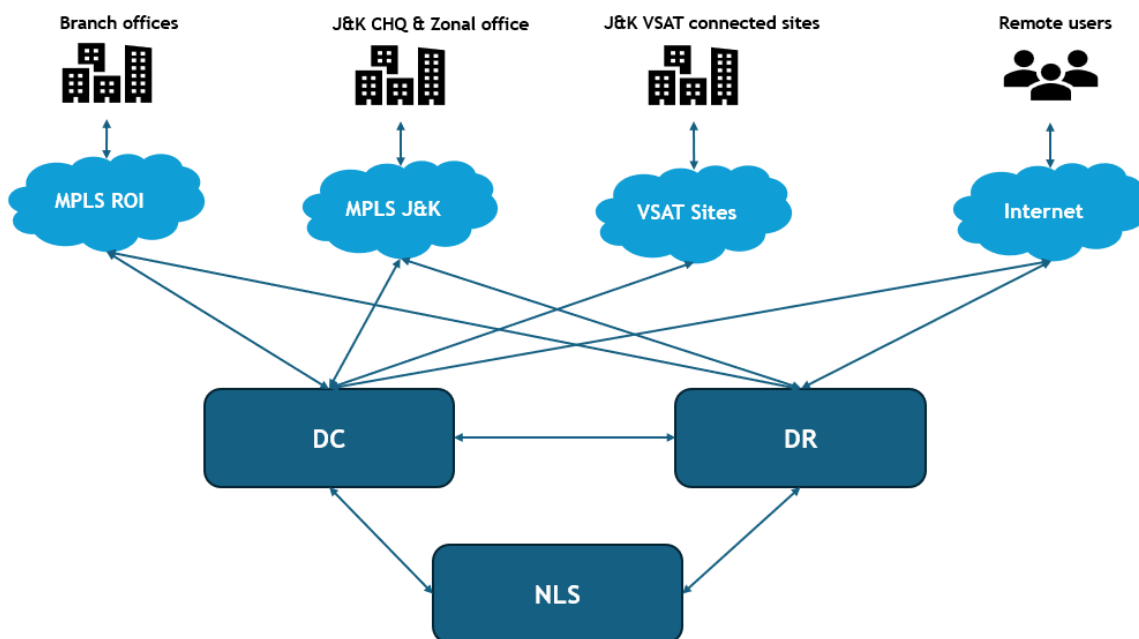 Branch offices
J&K CHQ & Zonal office
J&K VSAT connected sites
Remote users
MPLS ROI
MPLS J&K
VSAT Sites
Internet
DC
DR
NLS